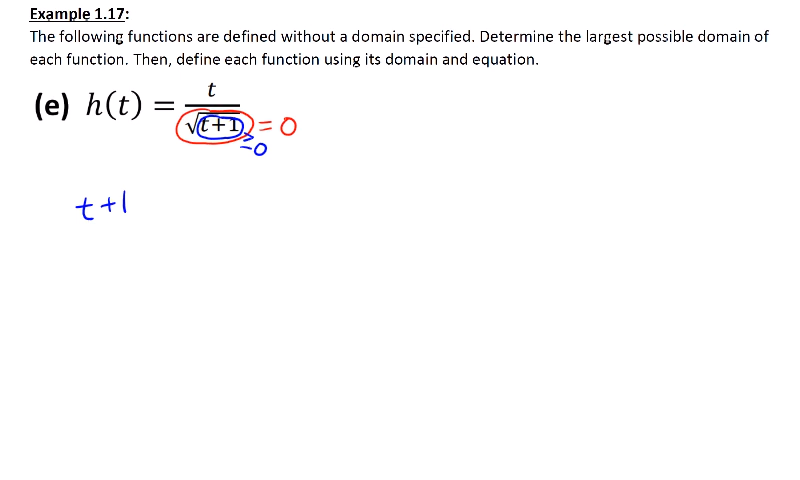 Example 1.17:
The following functions are defined without a domain specified. Determine the largest possible domain of
each function. Then, define each function using its domain and equation.
(e) h(t) = t/√(t+1) = 0
≥0
t+1